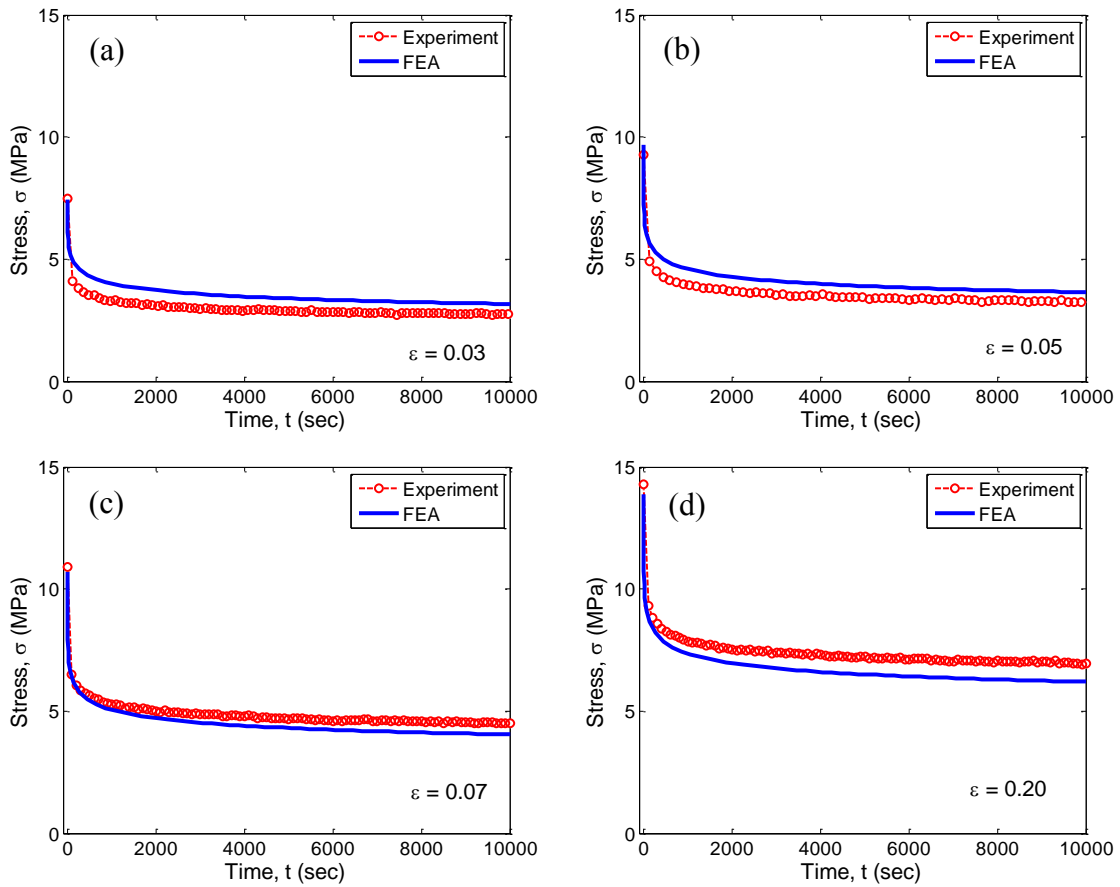 (a)
Experiment
FEA
15
10
5
0
Stress, σ (MPa)
ε = 0.03
0 2000 4000 6000 8000 10000
Time, t (sec)
(b)
Experiment
FEA
15
10
5
0
Stress, σ (MPa)
ε = 0.05
0 2000 4000 6000 8000 10000
Time, t (sec)
(c)
Experiment
FEA
15
10
5
0
Stress, σ (MPa)
ε = 0.07
0 2000 4000 6000 8000 10000
Time, t (sec)
(d)
Experiment
FEA
15
10
5
0
Stress, σ (MPa)
ε = 0.20
0 2000 4000 6000 8000 10000
Time, t (sec)